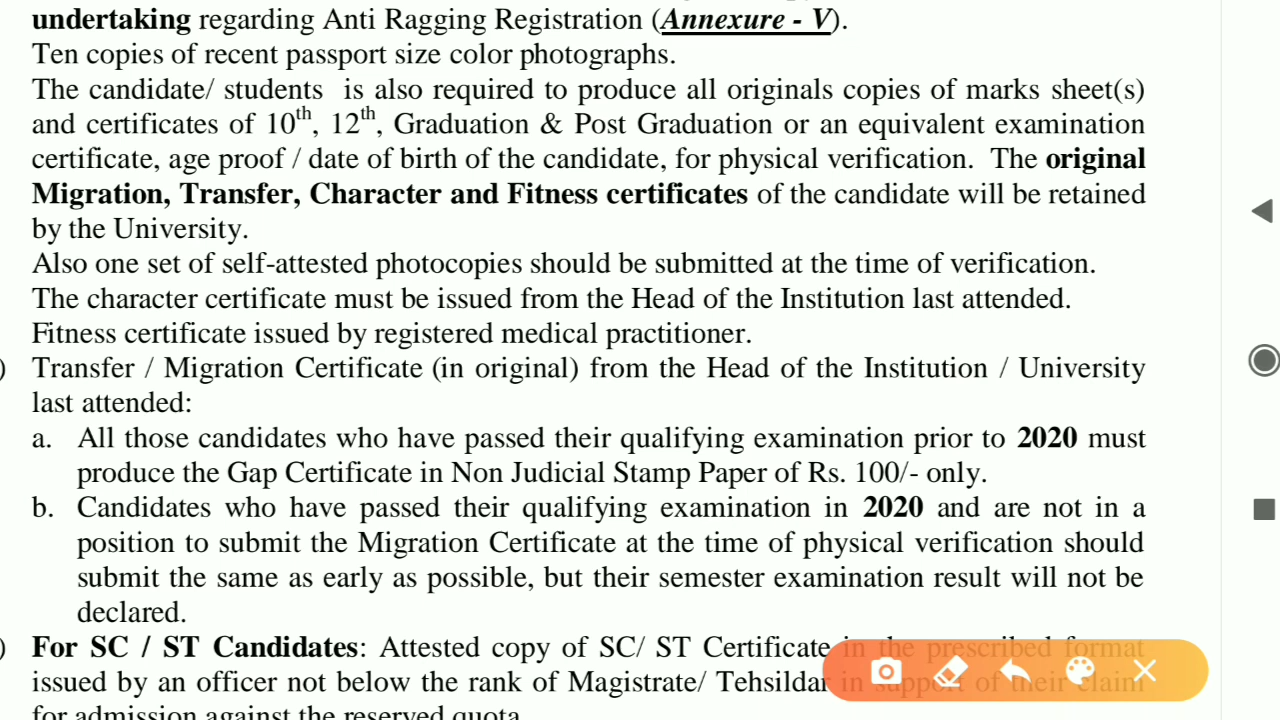 undertaking regarding Anti Ragging Registration (Annexure - V).
Ten copies of recent passport size color photographs.
The candidate/ students is also required to produce all originals copies of marks sheet(s)
and certificates of 10th, 12th, Graduation & Post Graduation or an equivalent examination
certificate, age proof / date of birth of the candidate, for physical verification. The original
Migration, Transfer, Character and Fitness certificates of the candidate will be retained
by the University.
Also one set of self-attested photocopies should be submitted at the time of verification.
The character certificate must be issued from the Head of the Institution last attended.
Fitness certificate issued by registered medical practitioner.
) Transfer / Migration Certificate (in original) from the Head of the Institution / University
last attended:
a. All those candidates who have passed their qualifying examination prior to 2020 must
produce the Gap Certificate in Non Judicial Stamp Paper of Rs. 100/- only.
b. Candidates who have passed their qualifying examination in 2020 and are not in a
position to submit the Migration Certificate at the time of physical verification should
submit the same as early as possible, but their semester examination result will not be
declared.
) For SC / ST Candidates: Attested copy of SC/ ST Certificate in the prescribed format
issued by an officer not below the rank of Magistrate/ Tehsildar in support of their claim
for admission against the reserved quota